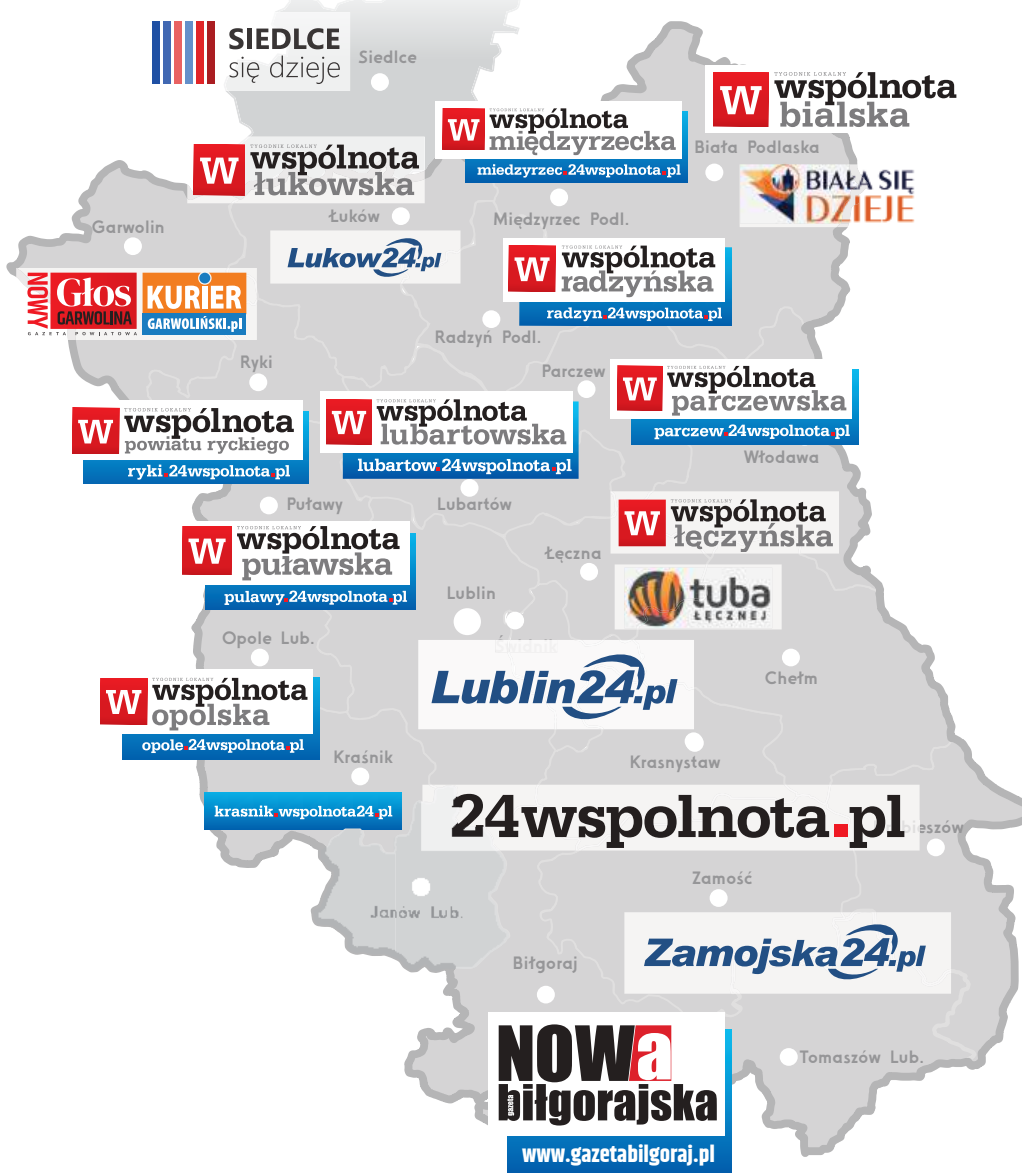 SIEDLCE
się dzieje
Siedlce
TYGODNIK LOKALNY
W wspólnota
bialska
TYGODNIK LOKALNY
W wspólnota
międzyrzecka
miedzyrzec.24wspolnota.pl
Biała Podlaska
TYGODNIK LOKALNY
W wspólnota
łukowska
BIAŁA SIĘ
DZIEJE
Łuków
Międzyrzec Podl.
Garwolin
Lukow24.pl
TYGODNIK LOKALNY
W wspólnota
radzyńska
radzyn.24wspolnota.pl
NOWY
Głos
GARWOLINA
GAZETA POWIATOWA
KURIER
GARWOLIŃSKI.pl
Radzyń Podl.
Ryki
Parczew
TYGODNIK LOKALNY
W wspólnota
parczewska
parczew.24wspolnota.pl
TYGODNIK LOKALNY
W wspólnota
powiatu ryckiego
ryki.24wspolnota.pl
TYGODNIK LOKALNY
W wspólnota
lubartowska
lubartow.24wspolnota.pl
Włodawa
Puławy
Lubartów
TYGODNIK LOKALNY
W wspólnota
łęczyńska
TYGODNIK LOKALNY
W wspólnota
puławska
pulawy.24wspolnota.pl
Łęczna
tuba
ŁĘCZNEJ
Lublin
Świdnik
Opole Lub.
Lublin24.pl
Chełm
TYGODNIK LOKALNY
W wspólnota
opolska
opole.24wspolnota.pl
Kraśnik
Krasnystaw
krasnik.wspolnota24.pl
24wspolnota.pl
bieszów
Zamość
Janów Lub.
Zamojska24.pl
Biłgoraj
NOWa
gazeta
biłgorajska
www.gazetabilgoraj.pl
Tomaszów Lub.